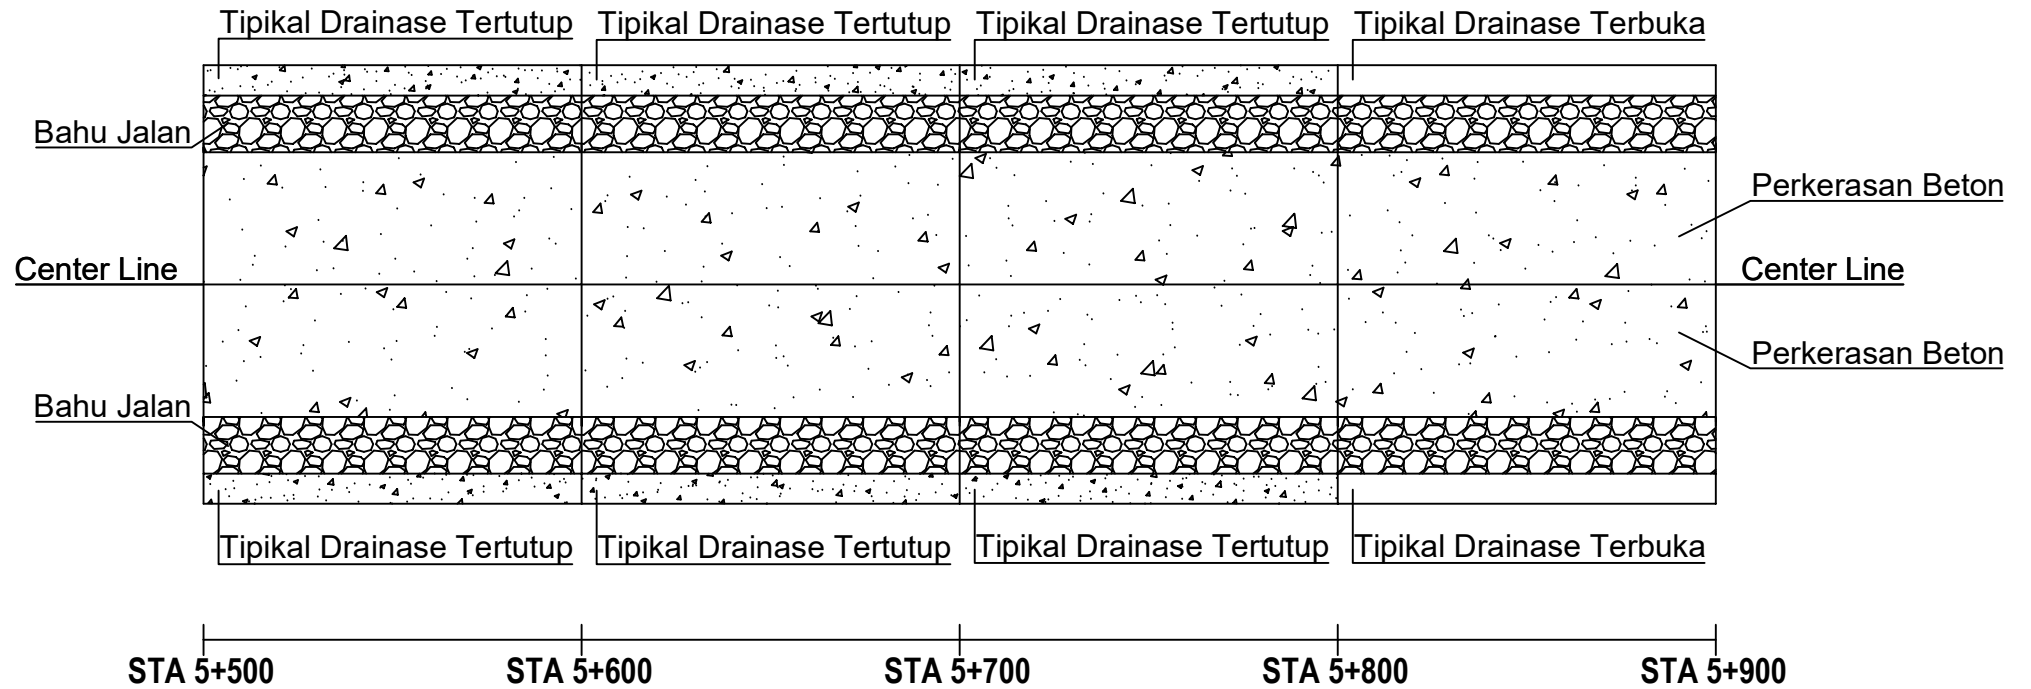 Tipikal Drainase Tertutup
Tipikal Drainase Tertutup
Tipikal Drainase Tertutup
Tipikal Drainase Terbuka
Bahu Jalan
Perkerasan Beton
Center Line
Center Line
Perkerasan Beton
Bahu Jalan
Tipikal Drainase Tertutup
Tipikal Drainase Tertutup
Tipikal Drainase Tertutup
Tipikal Drainase Terbuka
STA 5+500
STA 5+600
STA 5+700
STA 5+800
STA 5+900